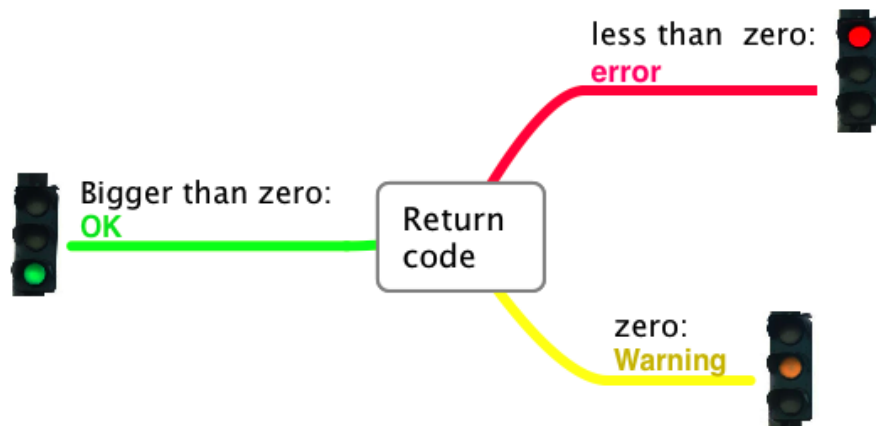 less than  zero:
error
Bigger than zero:
OK
Return
code
zero:
Warning